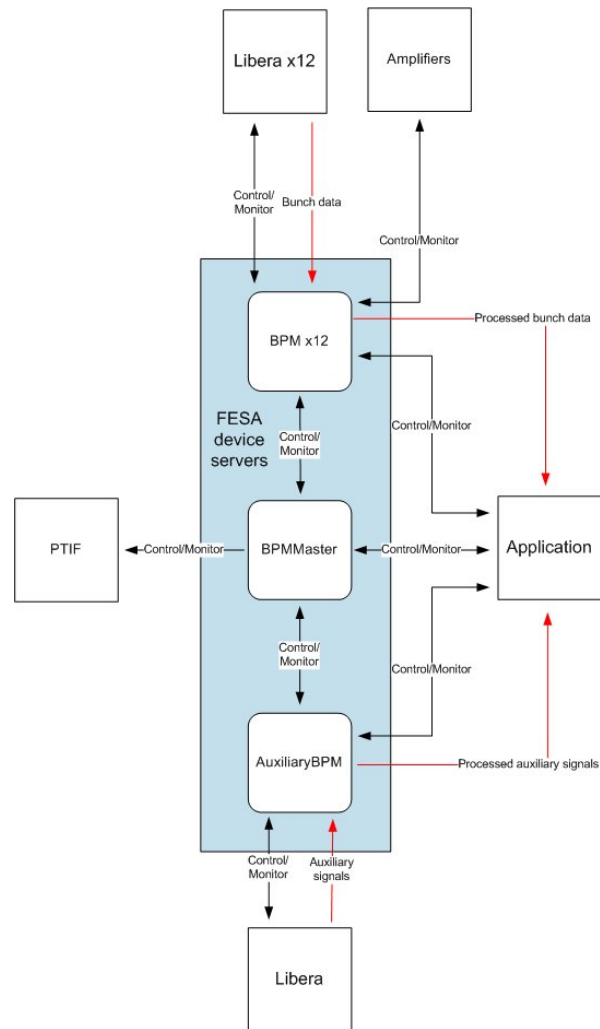 Libera x12
Amplifiers
Control/
Monitor
Bunch data
Control/Monitor
BPM x12
Processed bunch data
FESA
device
servers
Control/
Monitor
Control/Monitor
PTIF
Control/Monitor
BPMMaster
Control/Monitor
Application
Control/
Monitor
Control/Monitor
AuxiliaryBPM
Processed auxiliary signals
Control/
Monitor
Auxiliary
signals
Libera